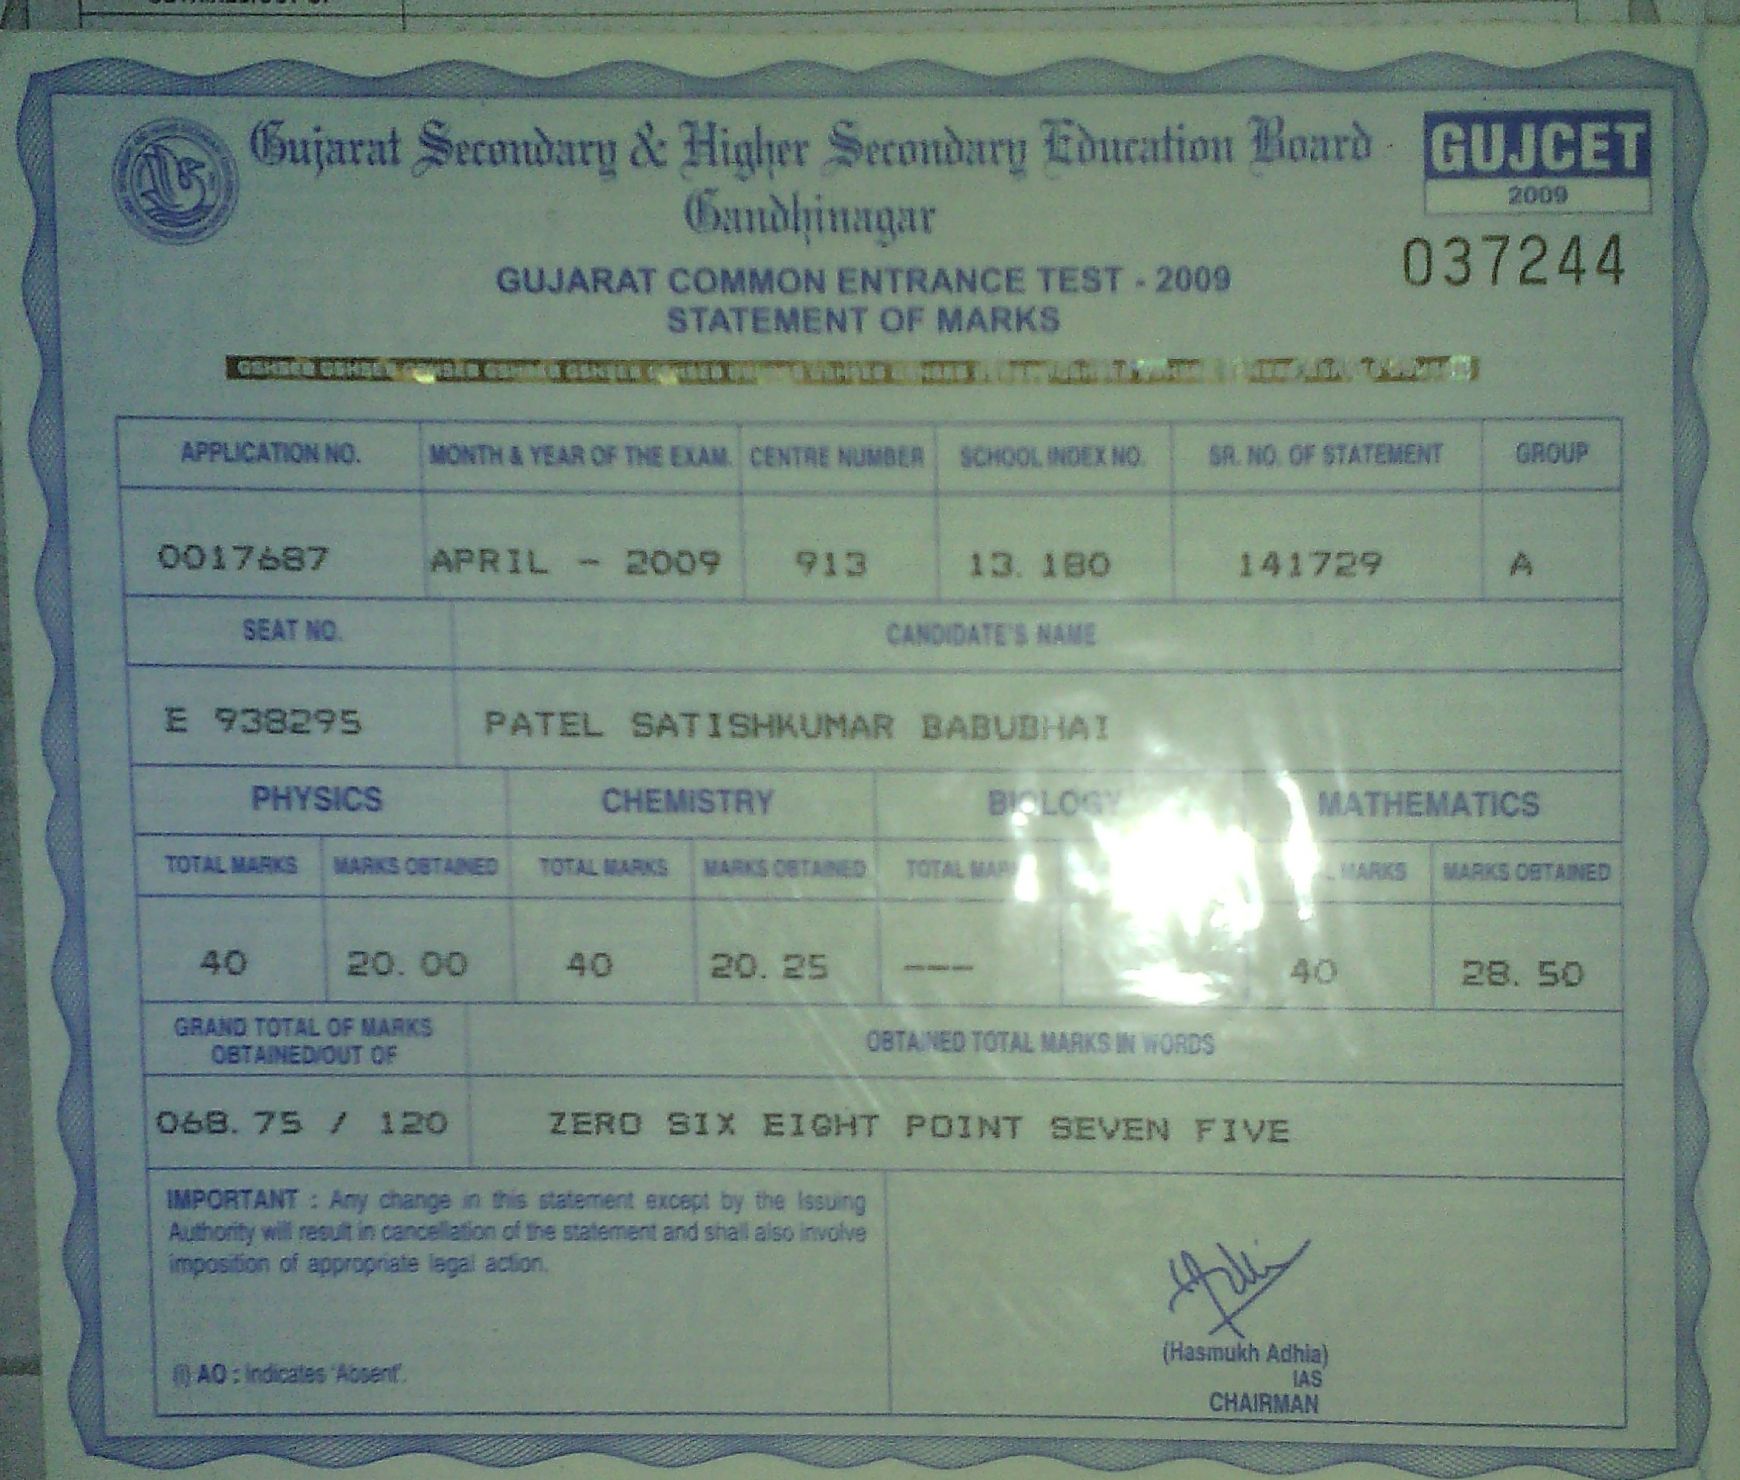 Gujarat Secondary & Higher Secondary Education Board
Gandhinagar
GUJCET
2009
037244
GUJARAT COMMON ENTRANCE TEST - 2009
STATEMENT OF MARKS
APPLICATION NO. MONTH & YEAR OF THE EXAM. CENTRE NUMBER SCHOOL INDEX NO. SR. NO. OF STATEMENT GROUP
0017687 APRIL - 2009 913 13. 180 141729 A
SEAT NO. CANDIDATE'S NAME
E 938295 PATEL SATISHKUMAR BABUBHAI
PHYSICS CHEMISTRY BIOLOGY MATHEMATICS
TOTAL MARKS MARKS OBTAINED TOTAL MARKS MARKS OBTAINED TOTAL MARKS MARKS OBTAINED
40 20. 00 40 20. 25 --- 40 28. 50
GRAND TOTAL OF MARKS
OBTAINED/OUT OF
OBTAINED TOTAL MARKS IN WORDS
068. 75 / 120 ZERO SIX EIGHT POINT SEVEN FIVE
IMPORTANT : Any change in this statement except by the Issuing
Authority will result in cancellation of the statement and shall also involve
imposition of appropriate legal action.
(i) AO : Indicates 'Absent'.
(Hasmukh Adhia)
IAS
CHAIRMAN